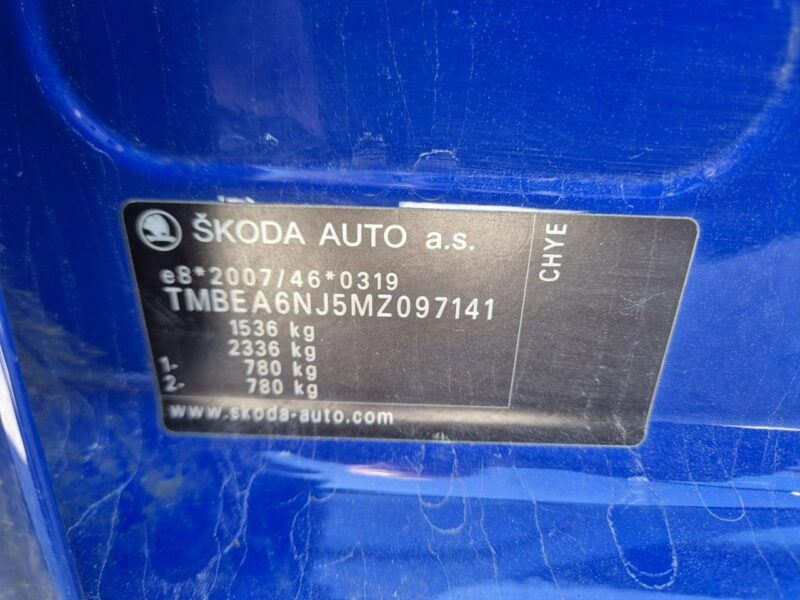 ŠKODA AUTO a.s.
e8*2007/46*0319
TMBEA6NJ5MZ097141
1536 kg
2336 kg
1- 780 kg
2- 780 kg
www.skoda-auto.com
CHYE